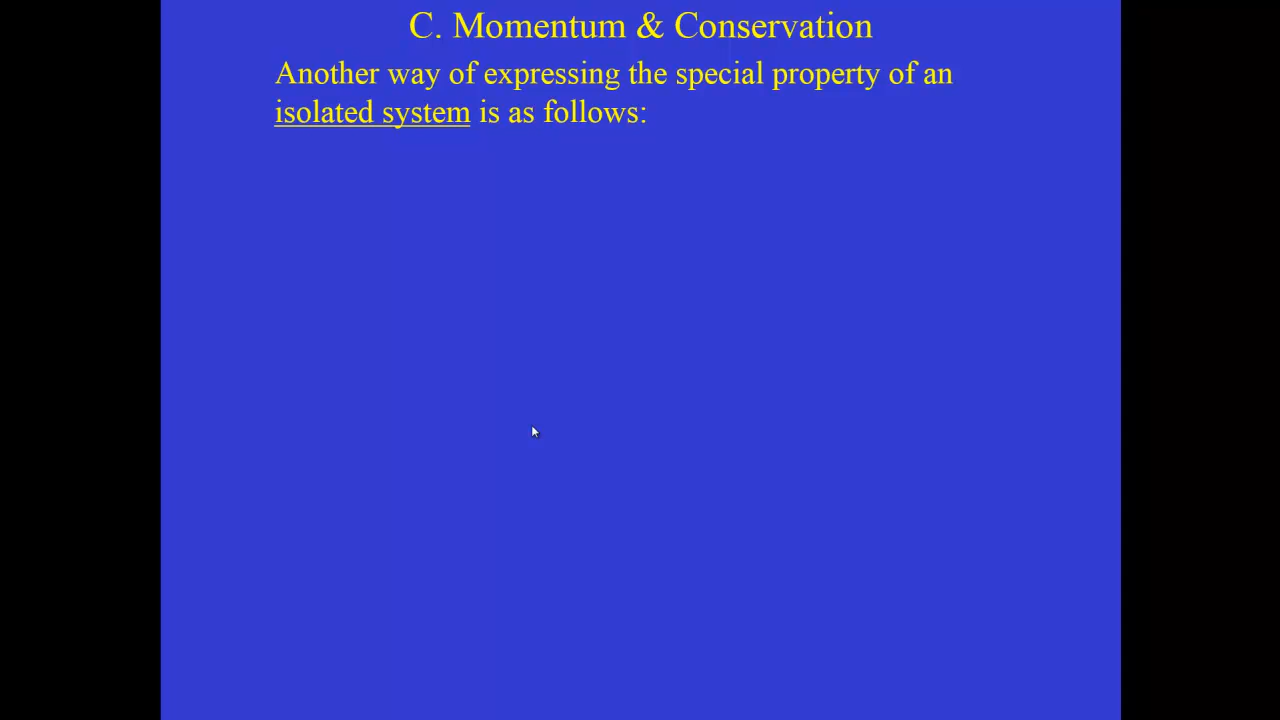 C. Momentum & Conservation
Another way of expressing the special property of an
isolated system is as follows: